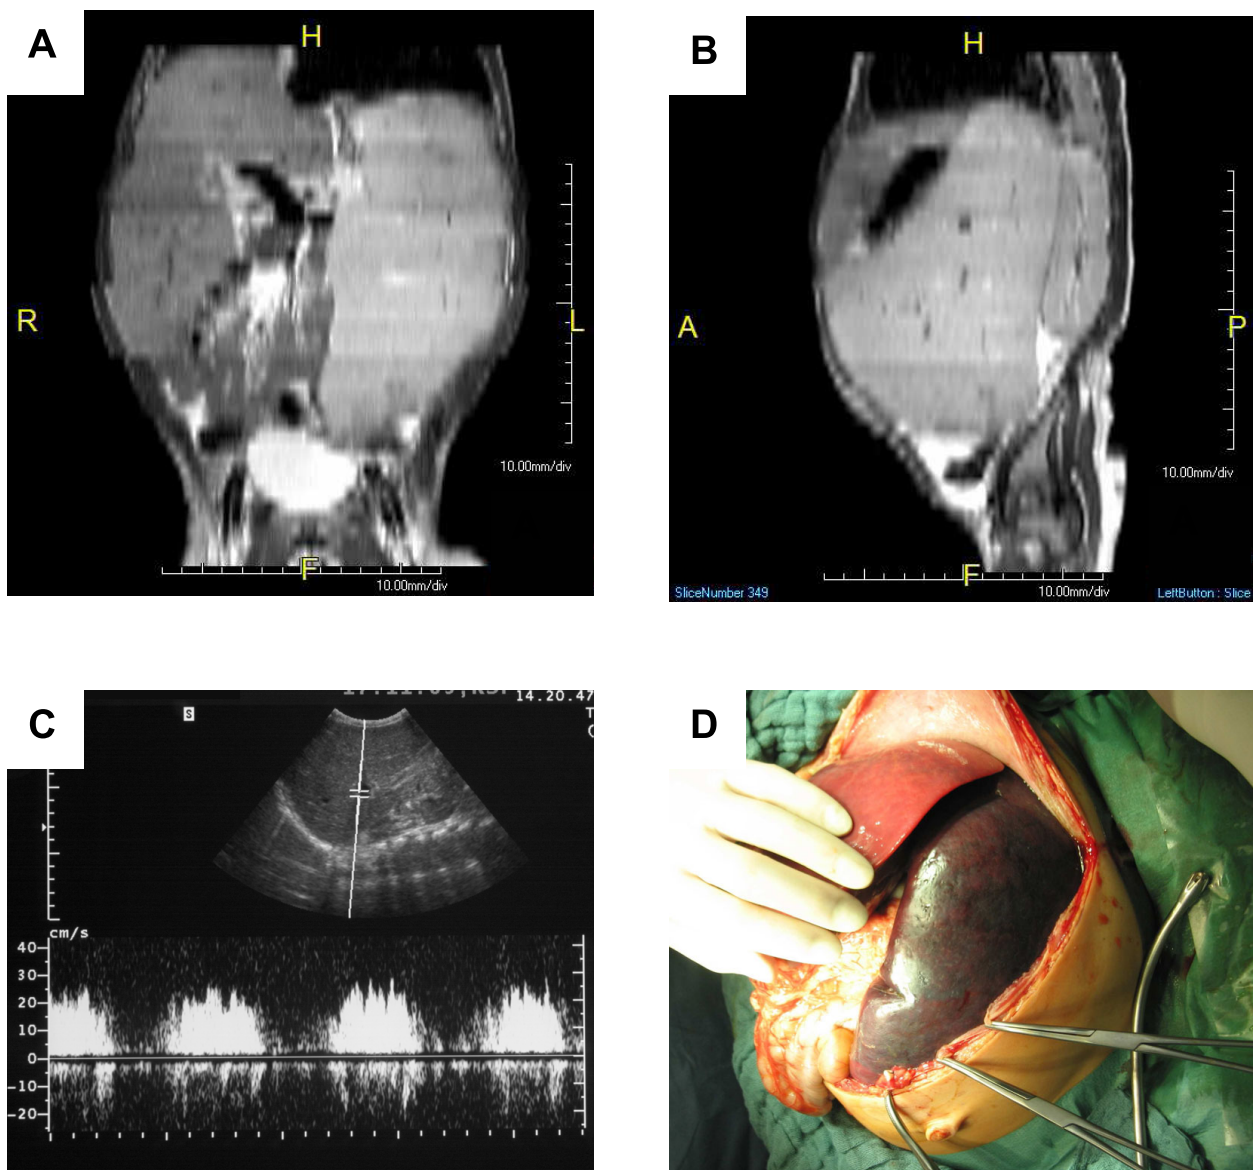 A
H
R
L
10.00mm/div
F
10.00mm/div
B
H
A
P
10.00mm/div
F
SliceNumber 349
10.00mm/div
LeftButton : Slice
C
14.20.47
S
T
cm/s
40
30
20
10
0
-10
-20
D